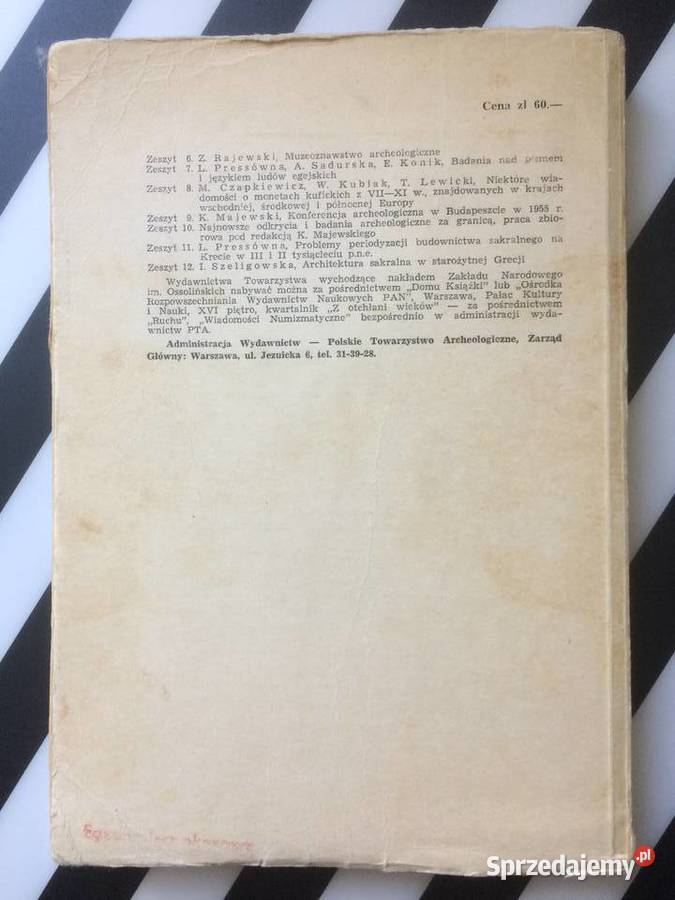 Cena zł 60.—
Zeszyt 6. Z. Rajewski, Muzeoznawstwo archeologiczne
Zeszyt 7. L. Pressówna, A. Sadurska, E. Konik, Badania nad pismem
i językiem ludów egejskich
Zeszyt 8. M. Czapkiewicz, W. Kubiak, T. Lewicki, Niektóre wia-
domości o monetach kufickich z VII—XI w., znajdowanych w krajach
wschodniej, środkowej i północnej Europy
Zeszyt 9. K. Majewski, Konferencja archeologiczna w Budapeszcie w 1955 r.
Zeszyt 10. Najnowsze odkrycia i badania archeologiczne za granicą, praca zbio-
rowa pod redakcją K. Majewskiego
Zeszyt 11. L. Pressówna, Problemy periodyzacji budownictwa sakralnego na
Krecie w III i II tysiącleciu p.n.e.
Zeszyt 12. I. Szeligowska, Architektura sakralna w starożytnej Grecji
Wydawnictwa Towarzystwa wychodzące nakładem Zakładu Narodowego
im. Ossolińskich nabywać można za pośrednictwem „Domu Książki" lub „Ośrodka
Rozpowszechniania Wydawnictw Naukowych PAN", Warszawa, Pałac Kultury
i Nauki, XVI piętro, kwartalnik „Z otchłani wieków" — za pośrednictwem
„Ruchu", „Wiadomości Numizmatyczne" bezpośrednio w administracji wyda-
wnictw PTA.
Administracja Wydawnictw — Polskie Towarzystwo Archeologiczne, Zarząd
Główny: Warszawa, ul. Jezuicka 6, tel. 31-39-28.
Sprzedajemy.pl